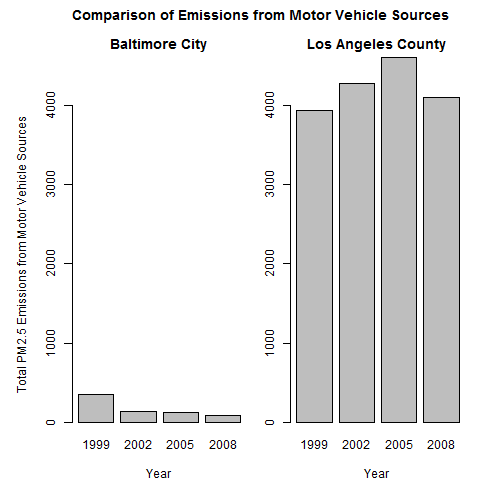 Comparison of Emissions from Motor Vehicle Sources
Baltimore City
Los Angeles County
Total PM2.5 Emissions from Motor Vehicle Sources
4000
3000
2000
1000
0
4000
3000
2000
1000
0
1999 2002 2005 2008
1999 2002 2005 2008
Year
Year